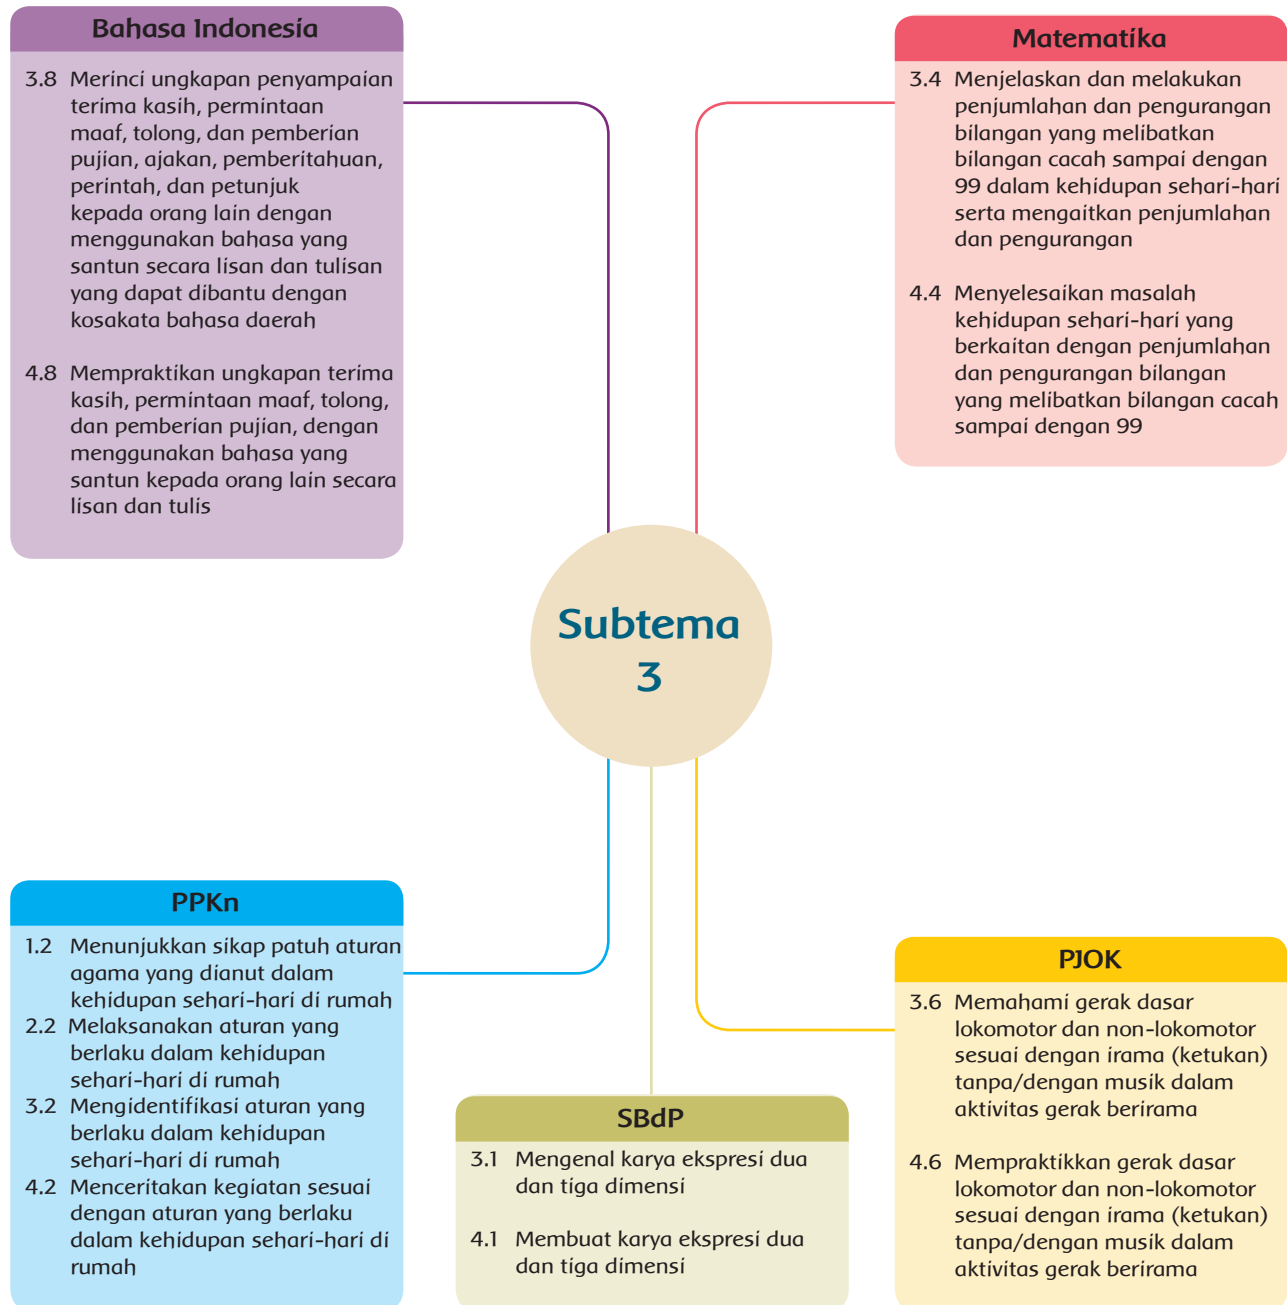 Bahasa Indonesia
3.8 Merinci ungkapan penyampaian
terima kasih, permintaan
maaf, tolong, dan pemberian
pujian, ajakan, pemberitahuan,
perintah, dan petunjuk
kepada orang lain dengan
menggunakan bahasa yang
santun secara lisan dan tulisan
yang dapat dibantu dengan
kosakata bahasa daerah
4.8 Mempraktikan ungkapan terima
kasih, permintaan maaf, tolong,
dan pemberian pujian, dengan
menggunakan bahasa yang
santun kepada orang lain secara
lisan dan tulis
Matematika
3.4 Menjelaskan dan melakukan
penjumlahan dan pengurangan
bilangan yang melibatkan
bilangan cacah sampai dengan
99 dalam kehidupan sehari-hari
serta mengaitkan penjumlahan
dan pengurangan
4.4 Menyelesaikan masalah
kehidupan sehari-hari yang
berkaitan dengan penjumlahan
dan pengurangan bilangan
yang melibatkan bilangan cacah
sampai dengan 99
Subtema
3
PPKn
1.2 Menunjukkan sikap patuh aturan
agama yang dianut dalam
kehidupan sehari-hari di rumah
2.2 Melaksanakan aturan yang
berlaku dalam kehidupan
sehari-hari di rumah
3.2 Mengidentifikasi aturan yang
berlaku dalam kehidupan
sehari-hari di rumah
4.2 Menceritakan kegiatan sesuai
dengan aturan yang berlaku
dalam kehidupan sehari-hari di
rumah
SBdP
3.1 Mengenal karya ekspresi dua
dan tiga dimensi
4.1 Membuat karya ekspresi dua
dan tiga dimensi
PJOK
3.6 Memahami gerak dasar
lokomotor dan non-lokomotor
sesuai dengan irama (ketukan)
tanpa/dengan musik dalam
aktivitas gerak berirama
4.6 Mempraktikkan gerak dasar
lokomotor dan non-lokomotor
sesuai dengan irama (ketukan)
tanpa/dengan musik dalam
aktivitas gerak berirama